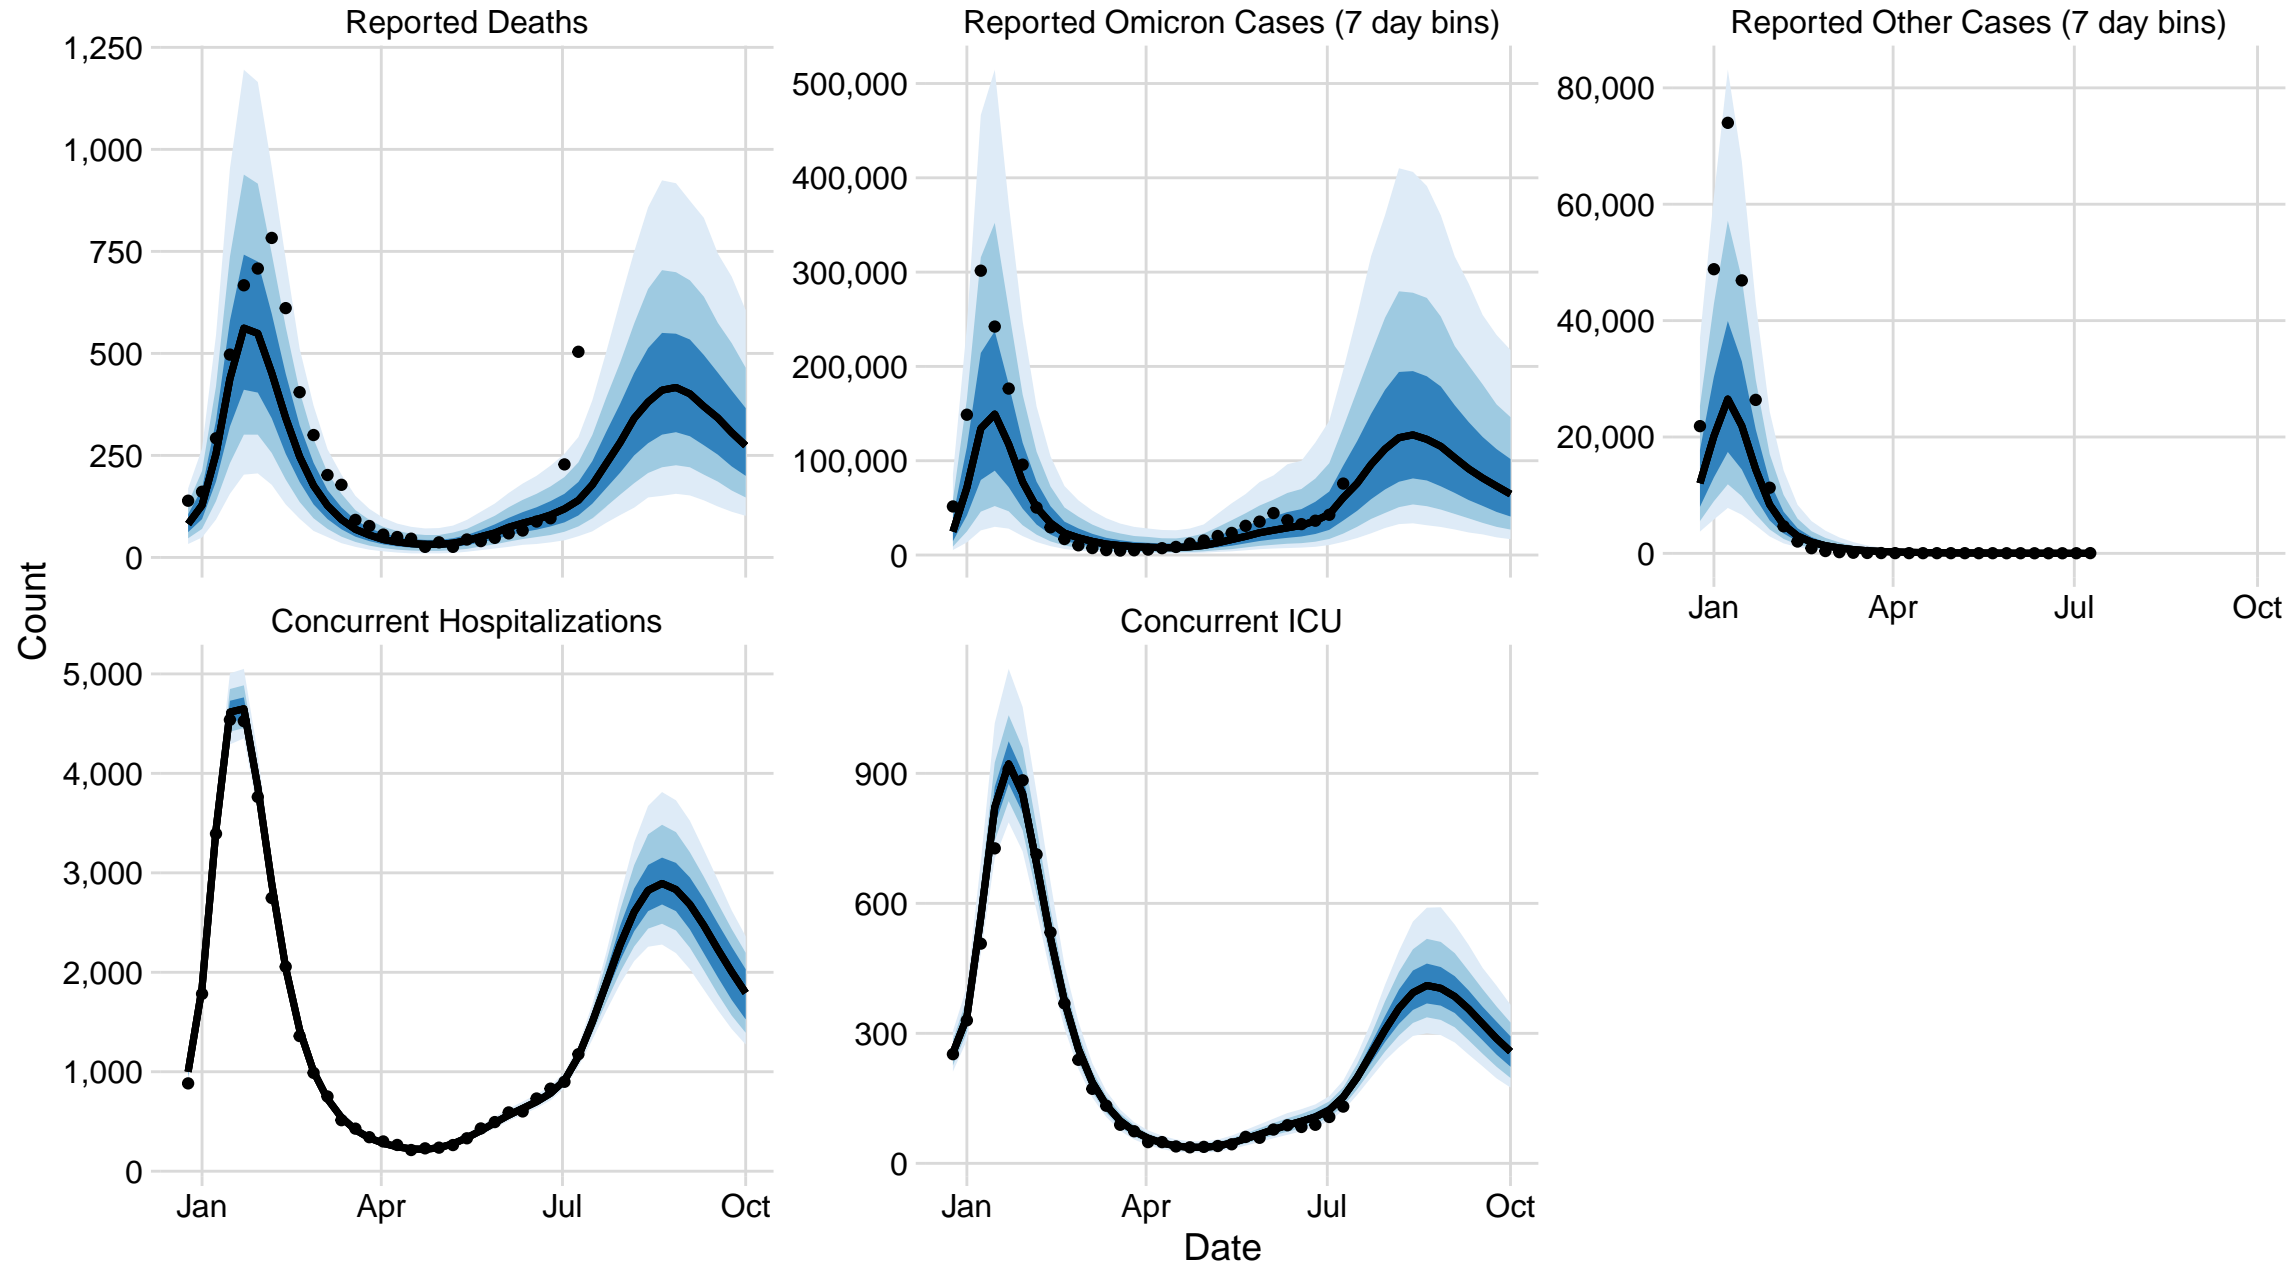 Reported Deaths
1,250
1,000
750
500
250
0
Reported Omicron Cases (7 day bins)
500,000
400,000
300,000
200,000
100,000
0
Reported Other Cases (7 day bins)
80,000
60,000
40,000
20,000
0
Jan Apr Jul Oct
Count
Concurrent Hospitalizations
5,000
4,000
3,000
2,000
1,000
0
Jan Apr Jul Oct
Concurrent ICU
900
600
300
0
Jan Apr Jul Oct
Date